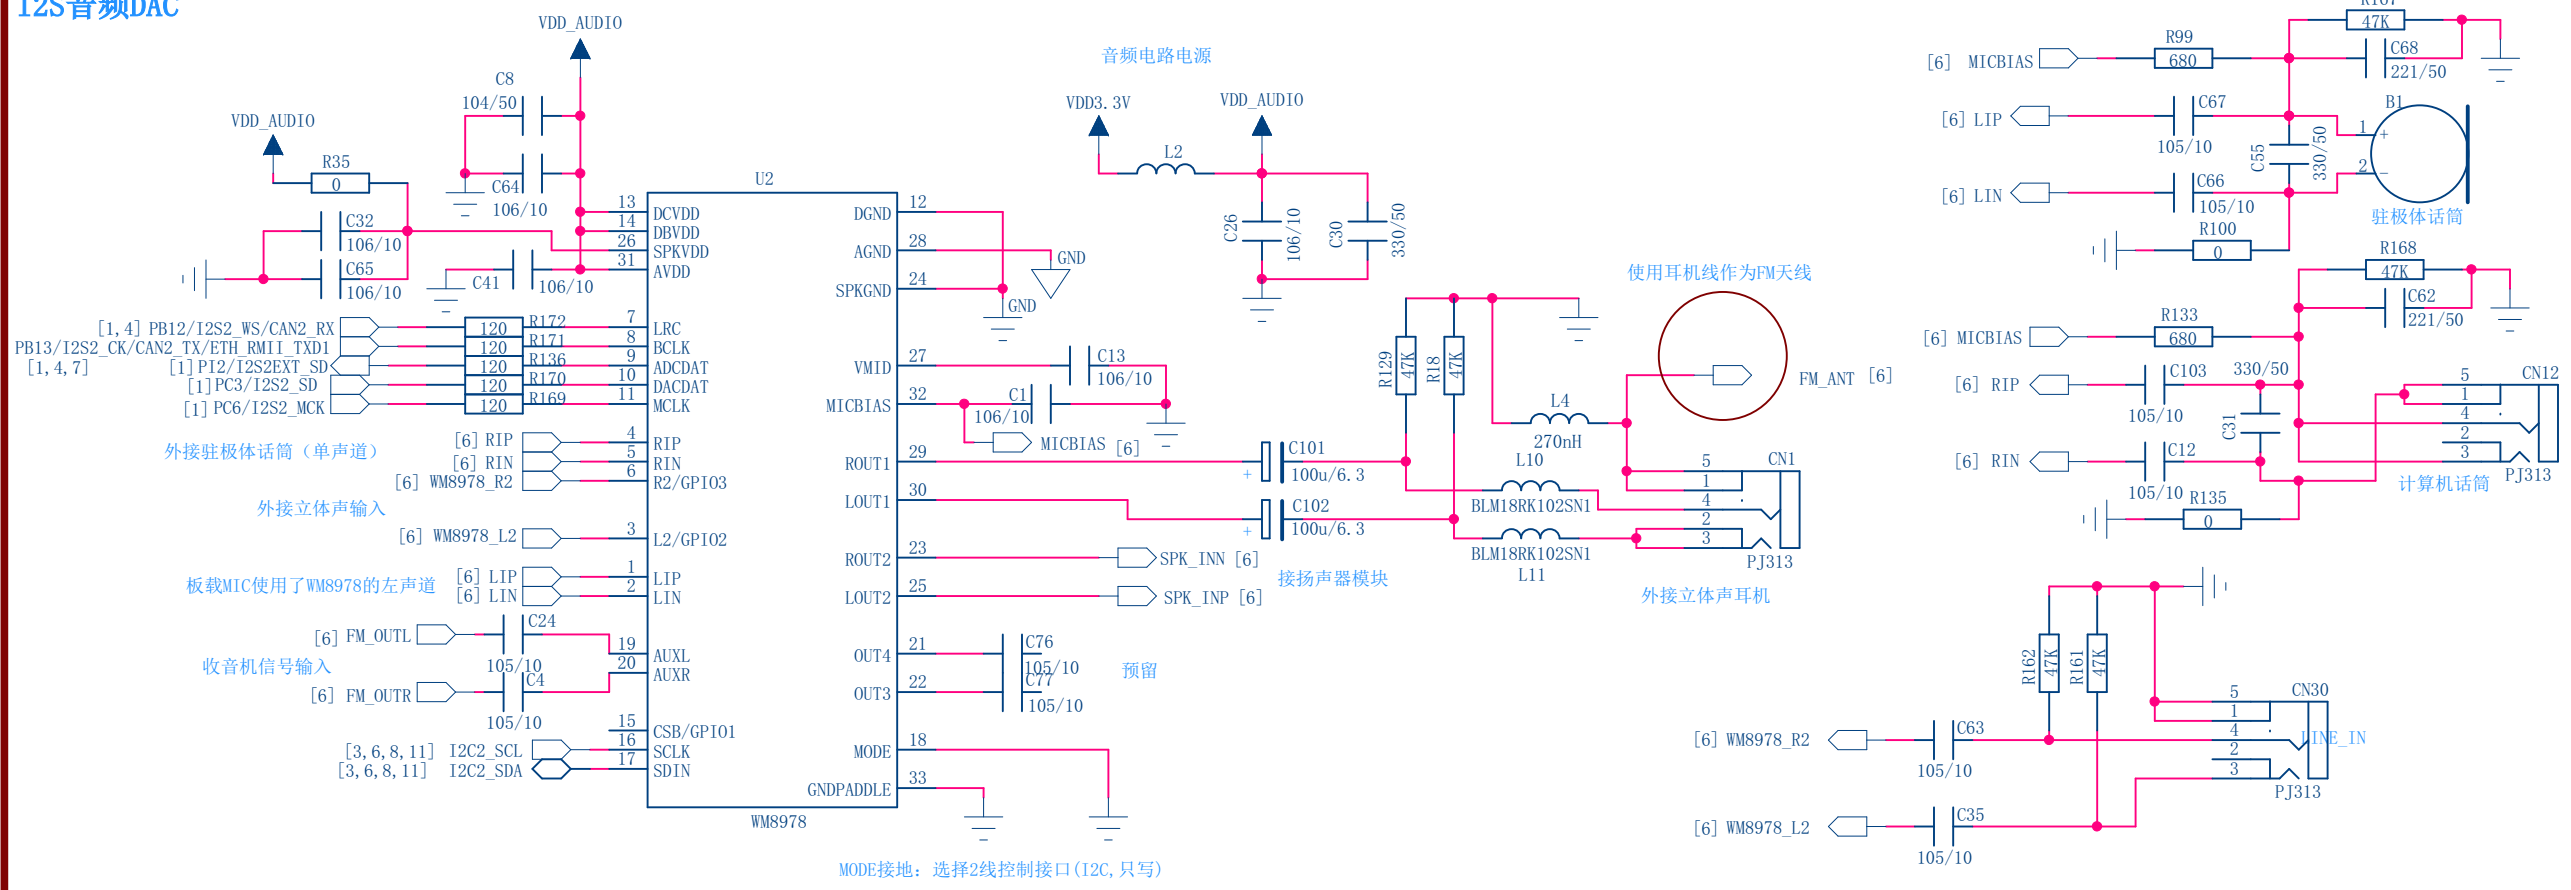 I2S音频DAC
VDD_AUDIO
C8
104/50
C64
106/10
VDD_AUDIO
R35
0
C32
106/10
C65
106/10
C41
106/10
[1,4] PB12/I2S2_WS/CAN2_RX
PB13/I2S2_CK/CAN2_TX/ETH_RMII_TXD1
[1,4,7]
[1] PI2/I2S2EXT_SD
[1] PC3/I2S2_SD
[1] PC6/I2S2_MCK
120 R172
120 R171
120 R136
120 R170
120 R169
外接驻极体话筒（单声道）
[6] RIP
[6] RIN
[6] WM8978_R2
外接立体声输入
[6] WM8978_L2
板载MIC使用了WM8978的左声道
[6] LIP
[6] LIN
[6] FM_OUTL
C24
105/10
收音机信号输入
[6] FM_OUTR
C4
105/10
[3,6,8,11] I2C2_SCL
[3,6,8,11] I2C2_SDA
U2
13 DCVDD
14 DBVDD
26 SPKVDD
31 AVDD
7 LRC
8 BCLK
9 ADCDAT
10 DACDAT
11 MCLK
4 RIP
5 RIN
6 R2/GPIO3
3 L2/GPIO2
1 LIP
2 LIN
19 AUXL
20 AUXR
15 CSB/GPIO1
16 SCLK
17 SDIN
DGND 12
AGND 28
SPKGND 24
VMID 27
MICBIAS 32
ROUT1 29
LOUT1 30
ROUT2 23
LOUT2 25
OUT4 21
OUT3 22
MODE 18
GNDPADDLE 33
WM8978
MODE接地：选择2线控制接口(I2C,只写)
GND
GND
C13
106/10
C1
106/10
MICBIAS [6]
SPK_INN [6]
SPK_INP [6]
接扬声器模块
C76
105/10
C77
105/10
预留
音频电路电源
VDD3.3V
VDD_AUDIO
L2
C26
106/10
C30
330/50
C101
+
100u/6.3
C102
+
100u/6.3
R129
47K
R18
47K
使用耳机线作为FM天线
FM_ANT [6]
L4
270nH
L10
BLM18RK102SN1
BLM18RK102SN1
L11
CN1
5
1
4
2
3
PJ313
外接立体声耳机
R167
47K
C68
221/50
[6] MICBIAS
R99
680
[6] LIP
C67
105/10
[6] LIN
C66
105/10
C55
330/50
B1
1 +
2 −
驻极体话筒
R100
0
R168
47K
C62
221/50
[6] MICBIAS
R133
680
[6] RIP
C103
105/10
330/50
C31
[6] RIN
C12
105/10
R135
0
CN12
5
1
4
2
3
PJ313
计算机话筒
R162
47K
R161
47K
[6] WM8978_R2
C63
105/10
[6] WM8978_L2
C35
105/10
CN30
5
1
4
2
3
LINE_IN
PJ313